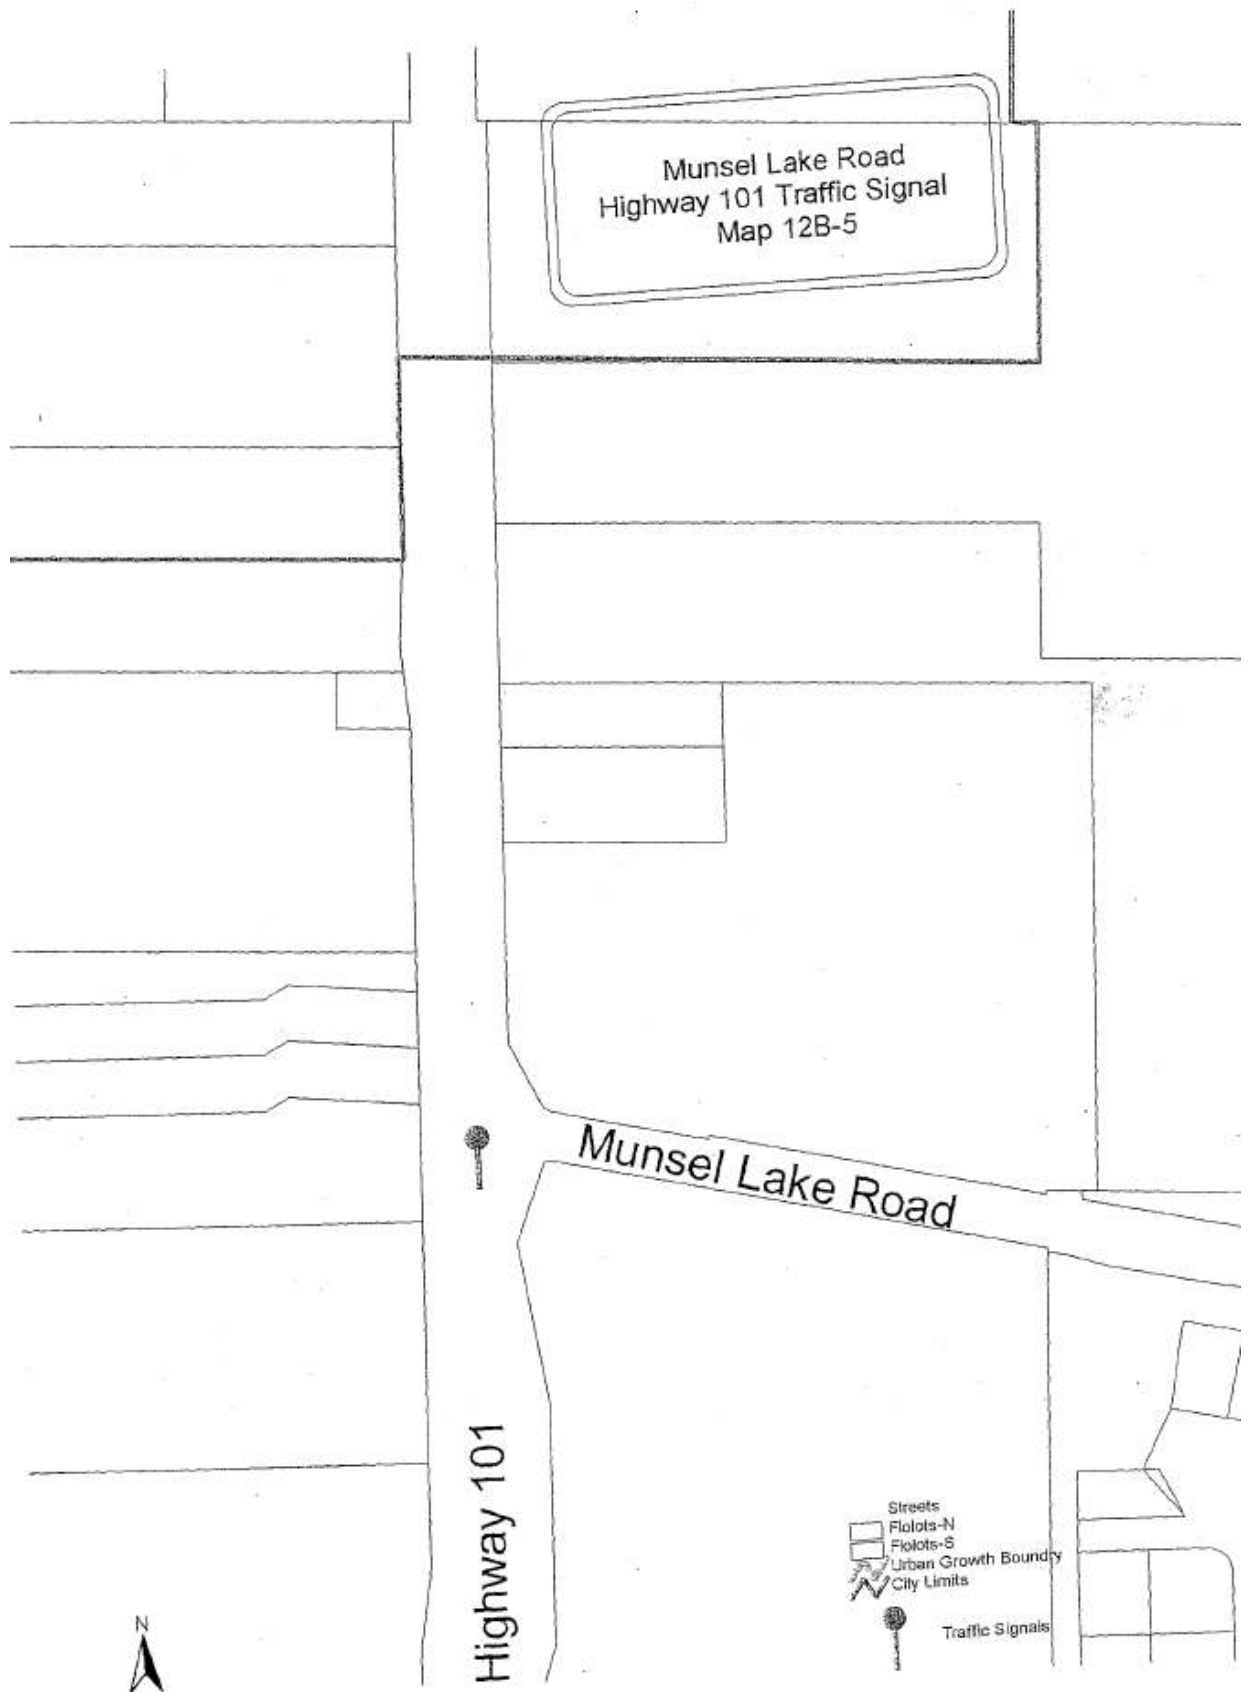 Munsel Lake Road
Highway 101 Traffic Signal
Map 12B-5
Munsel Lake Road
Highway 101
Streets
Flolots-N
Flolots-S
Urban Growth Boundry
City Limits
Traffic Signals
N